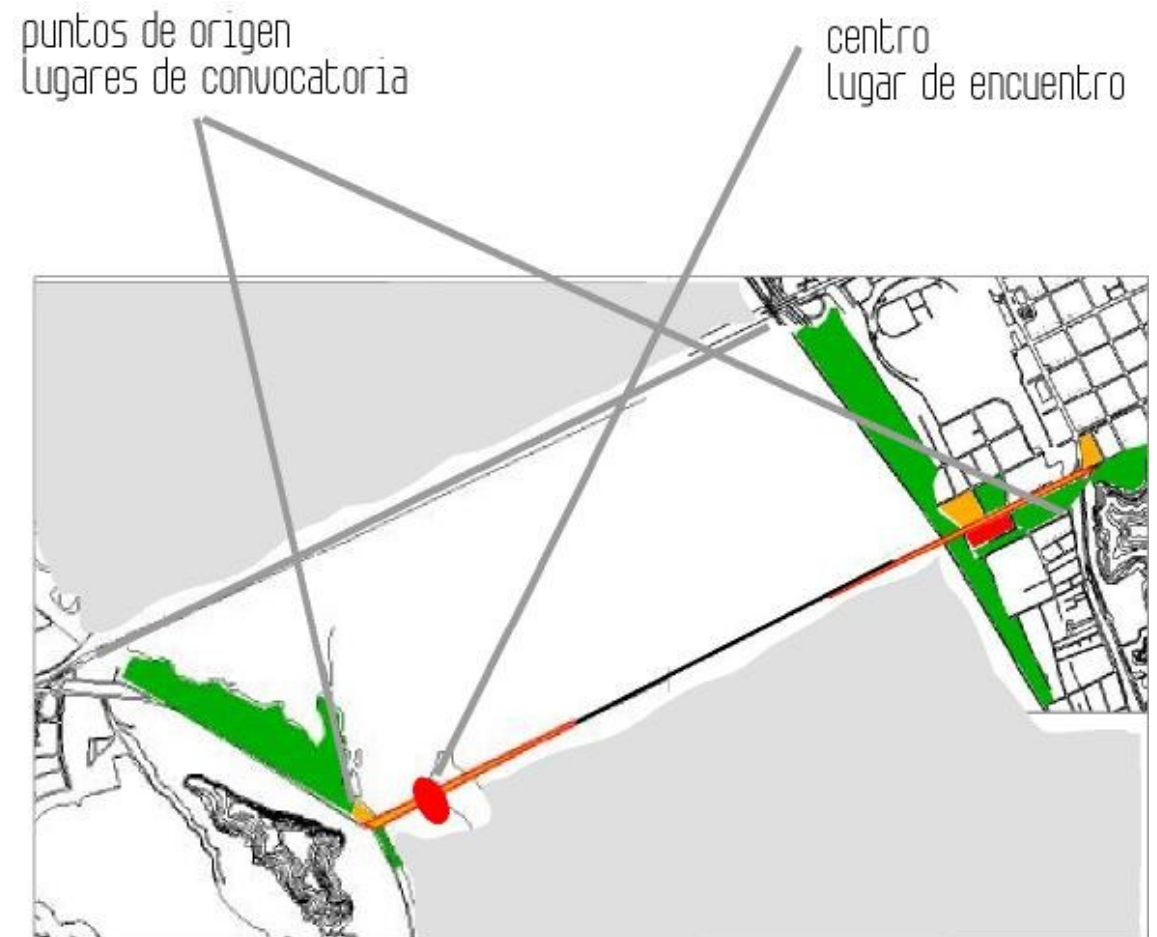 puntos de origen
lugares de convocatoria
centro
lugar de encuentro